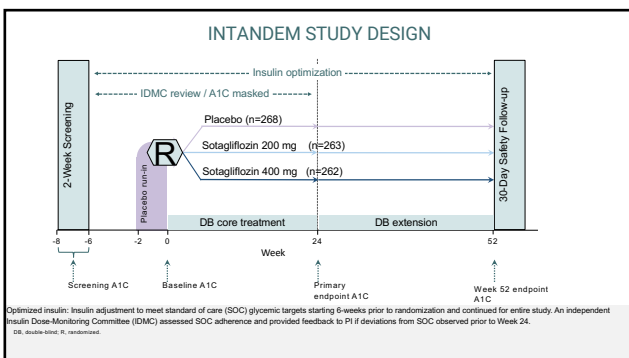 INTANDEM STUDY DESIGN
Insulin optimization
IDMC review / A1C masked
2-Week Screening
Placebo run-in
R
Placebo (n=268)
Sotagliflozin 200 mg (n=263)
Sotagliflozin 400 mg (n=262)
30-Day Safety Follow-up
DB core treatment
DB extension
-8 -6 -2 0 24 52
Week
Screening A1C
Baseline A1C
Primary
endpoint A1C
Week 52 endpoint
A1C
Optimized insulin: Insulin adjustment to meet standard of care (SOC) glycemic targets starting 6-weeks prior to randomization and continued for entire study. An independent
Insulin Dose-Monitoring Committee (IDMC) assessed SOC adherence and provided feedback to PI if deviations from SOC observed prior to Week 24.
DB, double-blind; R, randomized.